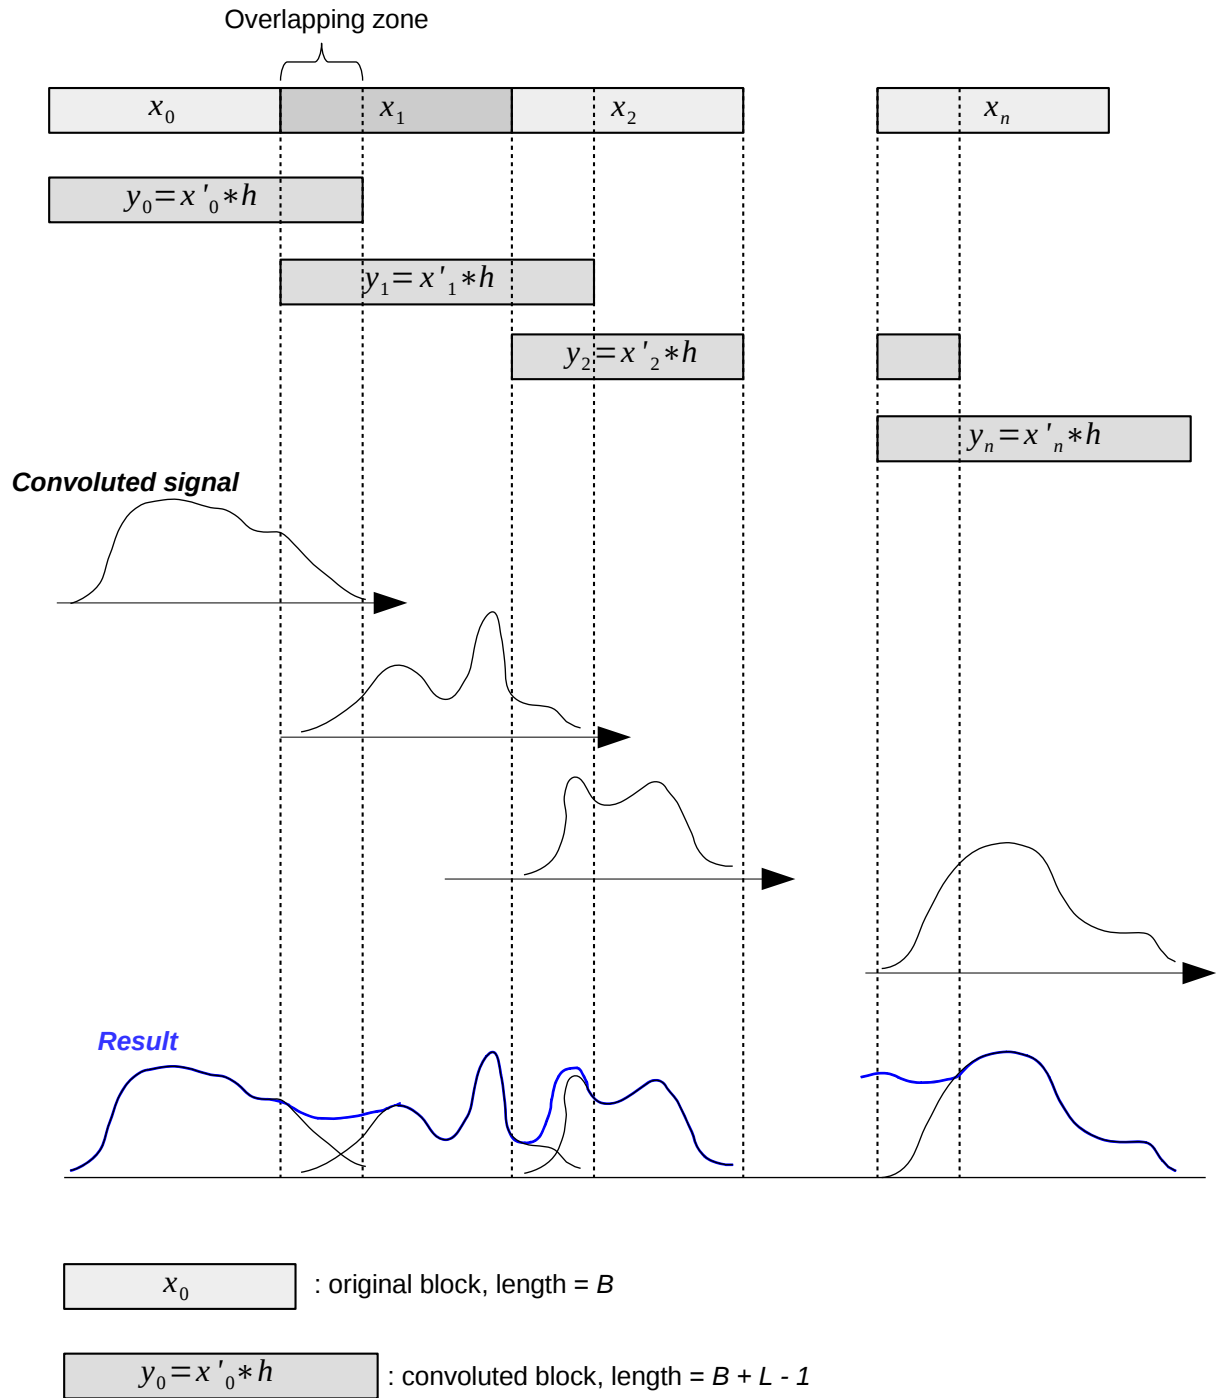 Overlapping zone
x₀ x₁ x₂ xₙ
y₀=x'₀*h
y₁=x'₁*h
y₂=x'₂*h
yₙ=x'ₙ*h
Convoluted signal
Result
x₀ : original block, length = B
y₀=x'₀*h : convoluted block, length = B + L - 1